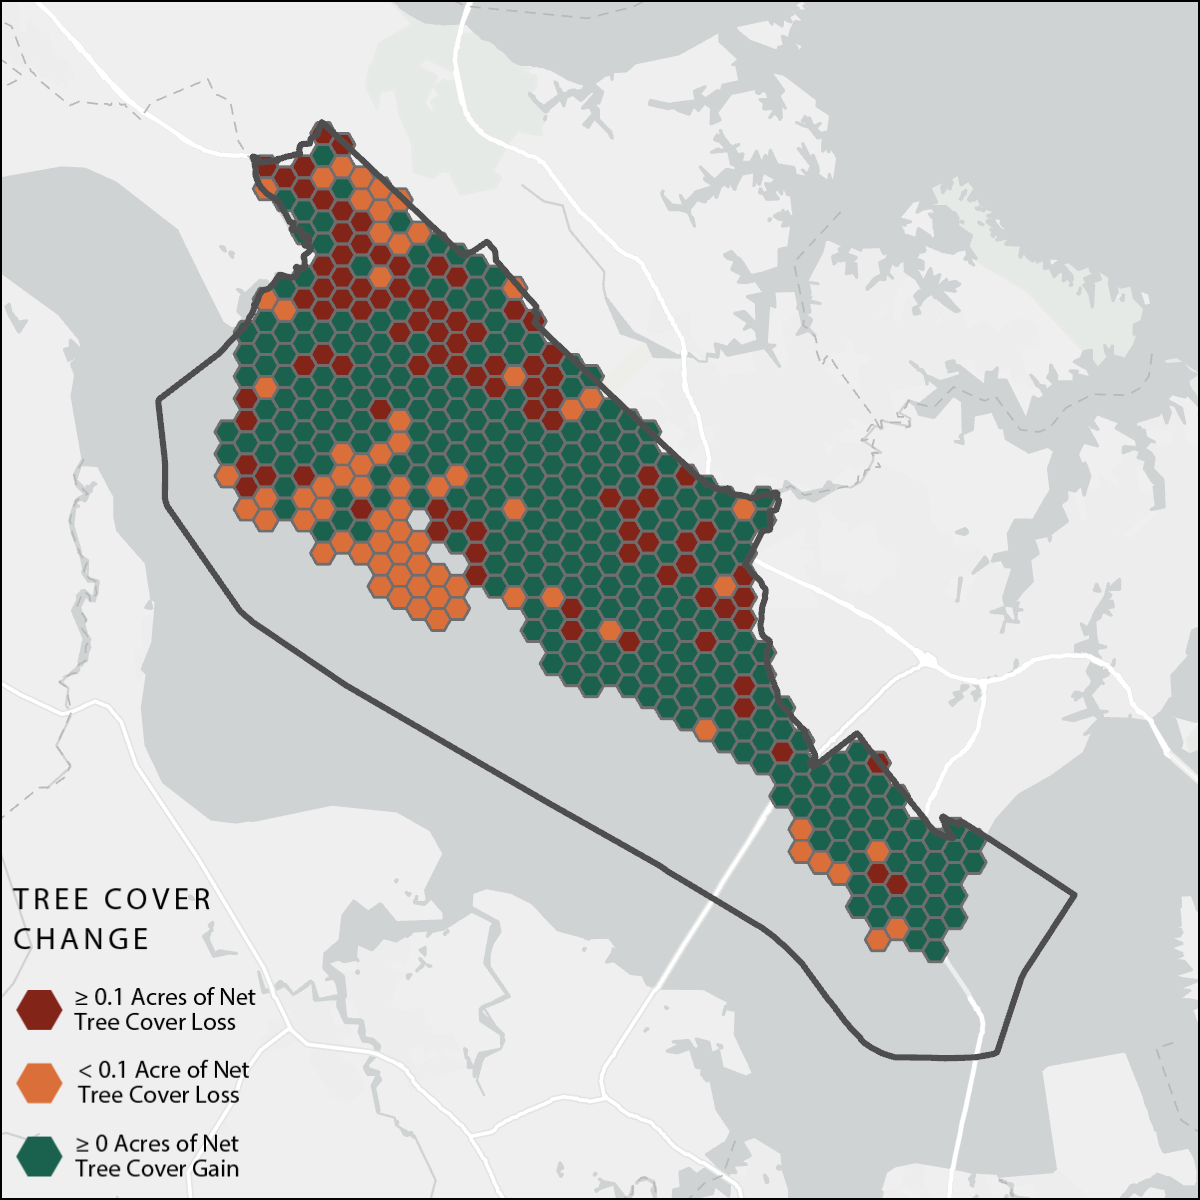 TREE COVER
CHANGE
≥ 0.1 Acres of Net
Tree Cover Loss
< 0.1 Acre of Net
Tree Cover Loss
≥ 0 Acres of Net
Tree Cover Gain